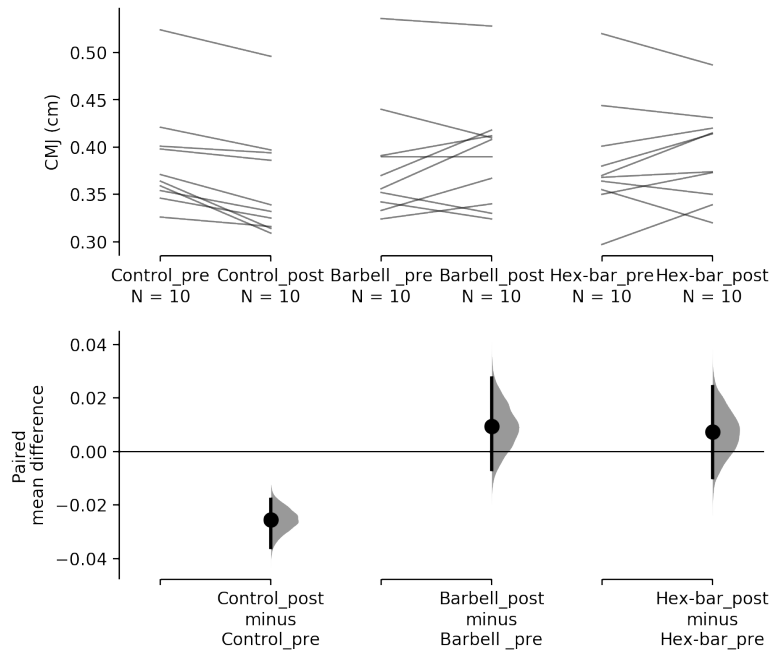 CMJ (cm)
0.50
0.45
0.40
0.35
0.30
Control_pre
N = 10
Control_post
N = 10
Barbell _pre
N = 10
Barbell_post
N = 10
Hex-bar_pre
N = 10
Hex-bar_post
N = 10
Paired
mean difference
0.04
0.02
0.00
−0.02
−0.04
Control_post
minus
Control_pre
Barbell_post
minus
Barbell _pre
Hex-bar_post
minus
Hex-bar_pre